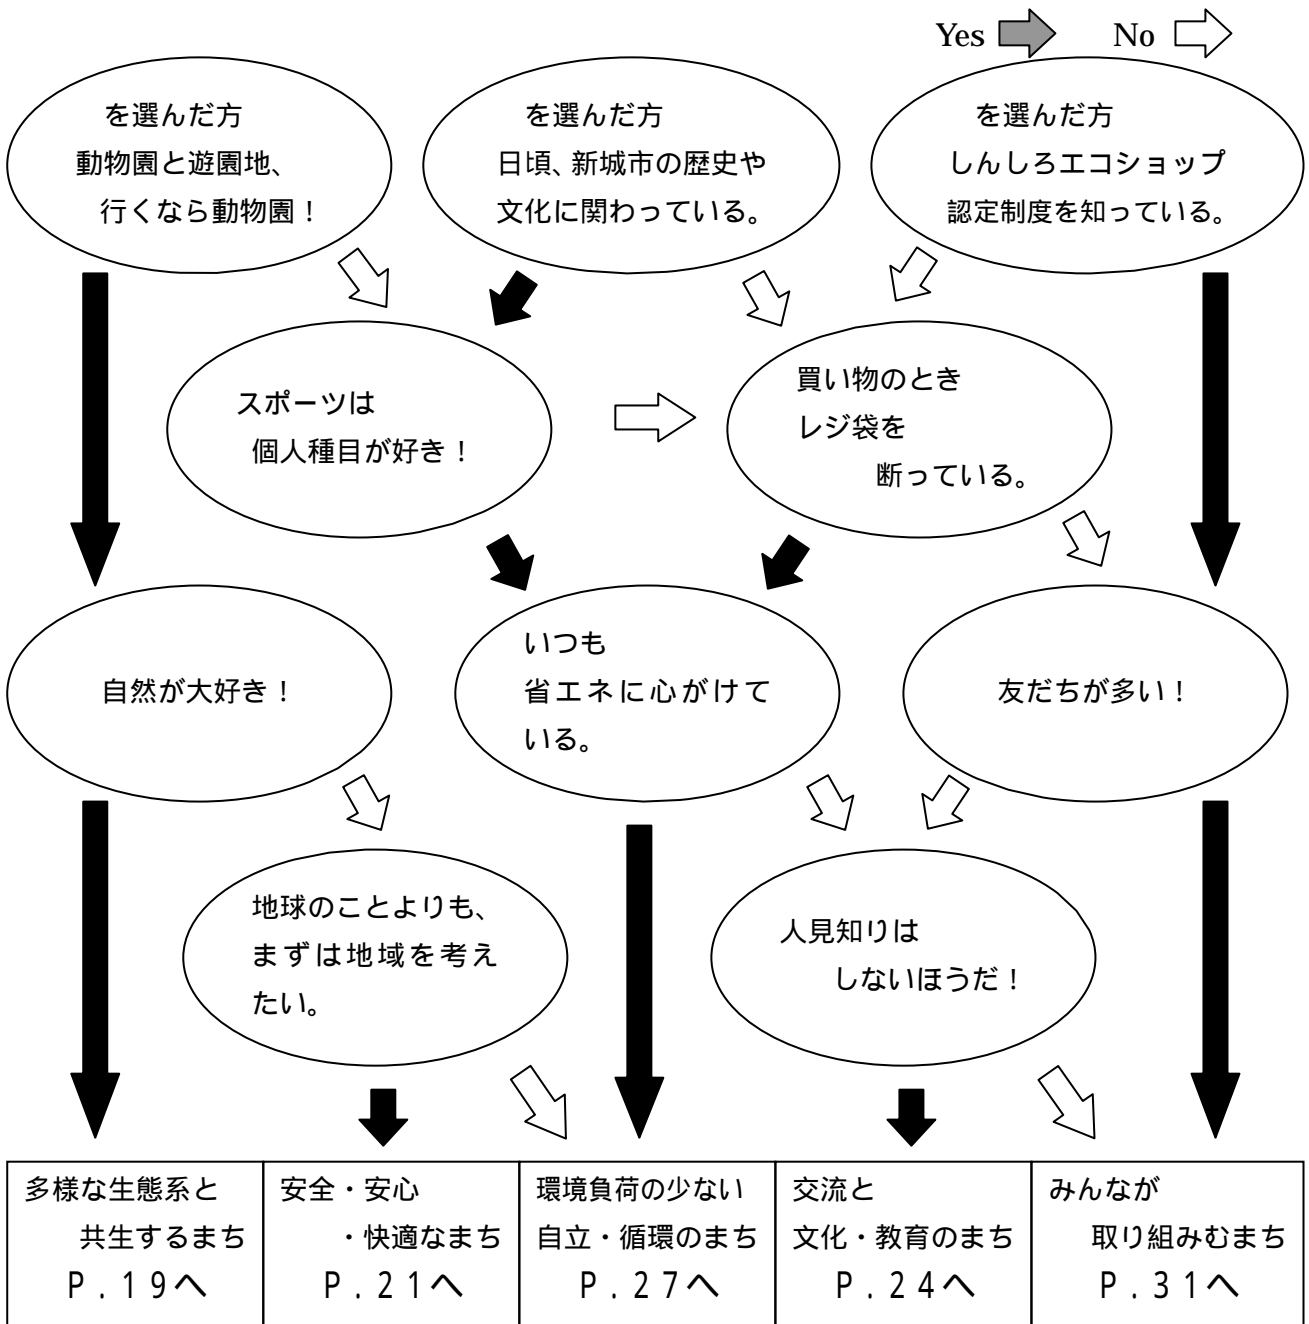 Yes No
を選んだ方
動物園と遊園地、
行くなら動物園！
を選んだ方
日頃、新城市の歴史や
文化に関わっている。
を選んだ方
しんしろエコショップ
認定制度を知っている。
スポーツは
個人種目が好き！
買い物のとき
レジ袋を
断っている。
自然が大好き！
いつも
省エネに心がけて
いる。
友だちが多い！
地球のことよりも、
まずは地域を考え
たい。
人見知りは
しないほうだ！
多様な生態系と
共生するまち
Ｐ．１９へ
安全・安心
・快適なまち
Ｐ．２１へ
環境負荷の少ない
自立・循環のまち
Ｐ．２７へ
交流と
文化・教育のまち
Ｐ．２４へ
みんなが
取り組みむまち
Ｐ．３１へ